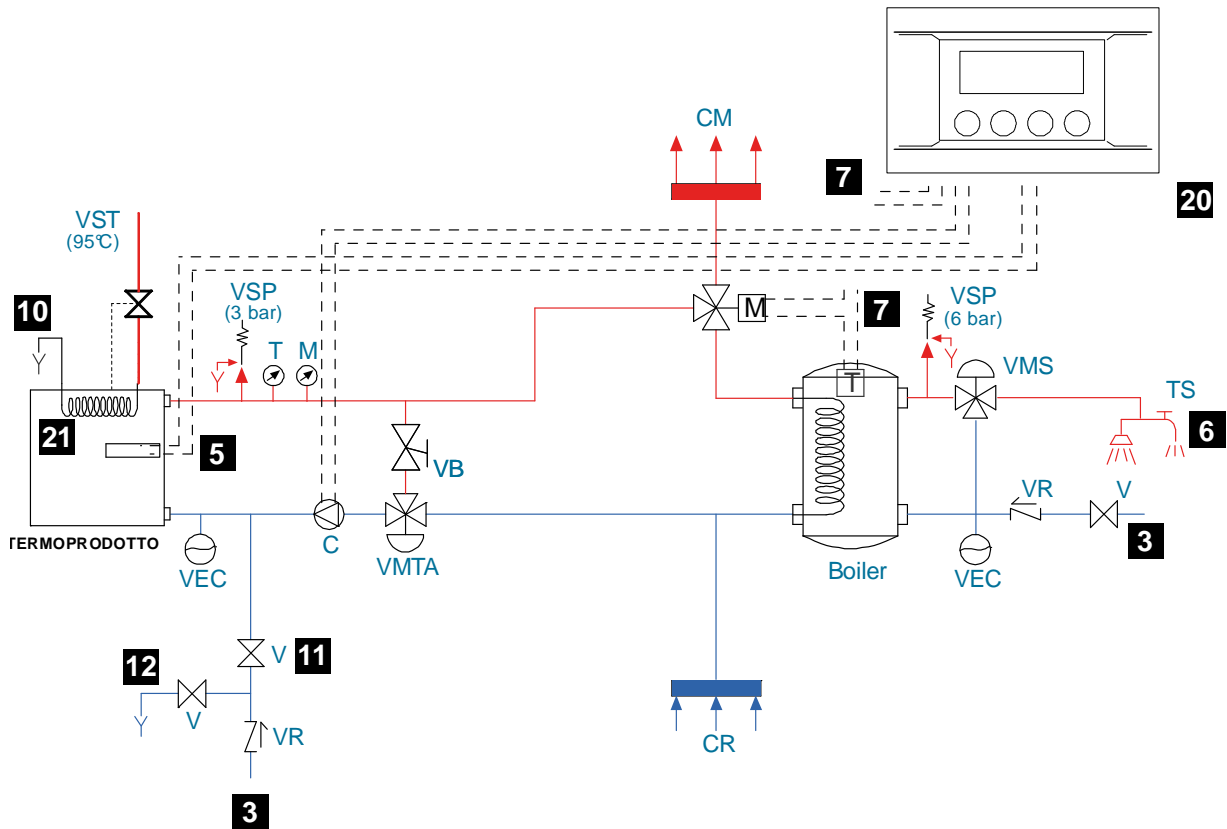 CM
7
20
VST
(95°C)
10
VSP
(3 bar)
T
M
M
7
VSP
(6 bar)
VMS
T
TS
6
21
5
VB
VR
V
3
TERMOPRODOTTO
VEC
C
VMTA
Boiler
VEC
V
11
12
V
VR
CR
3